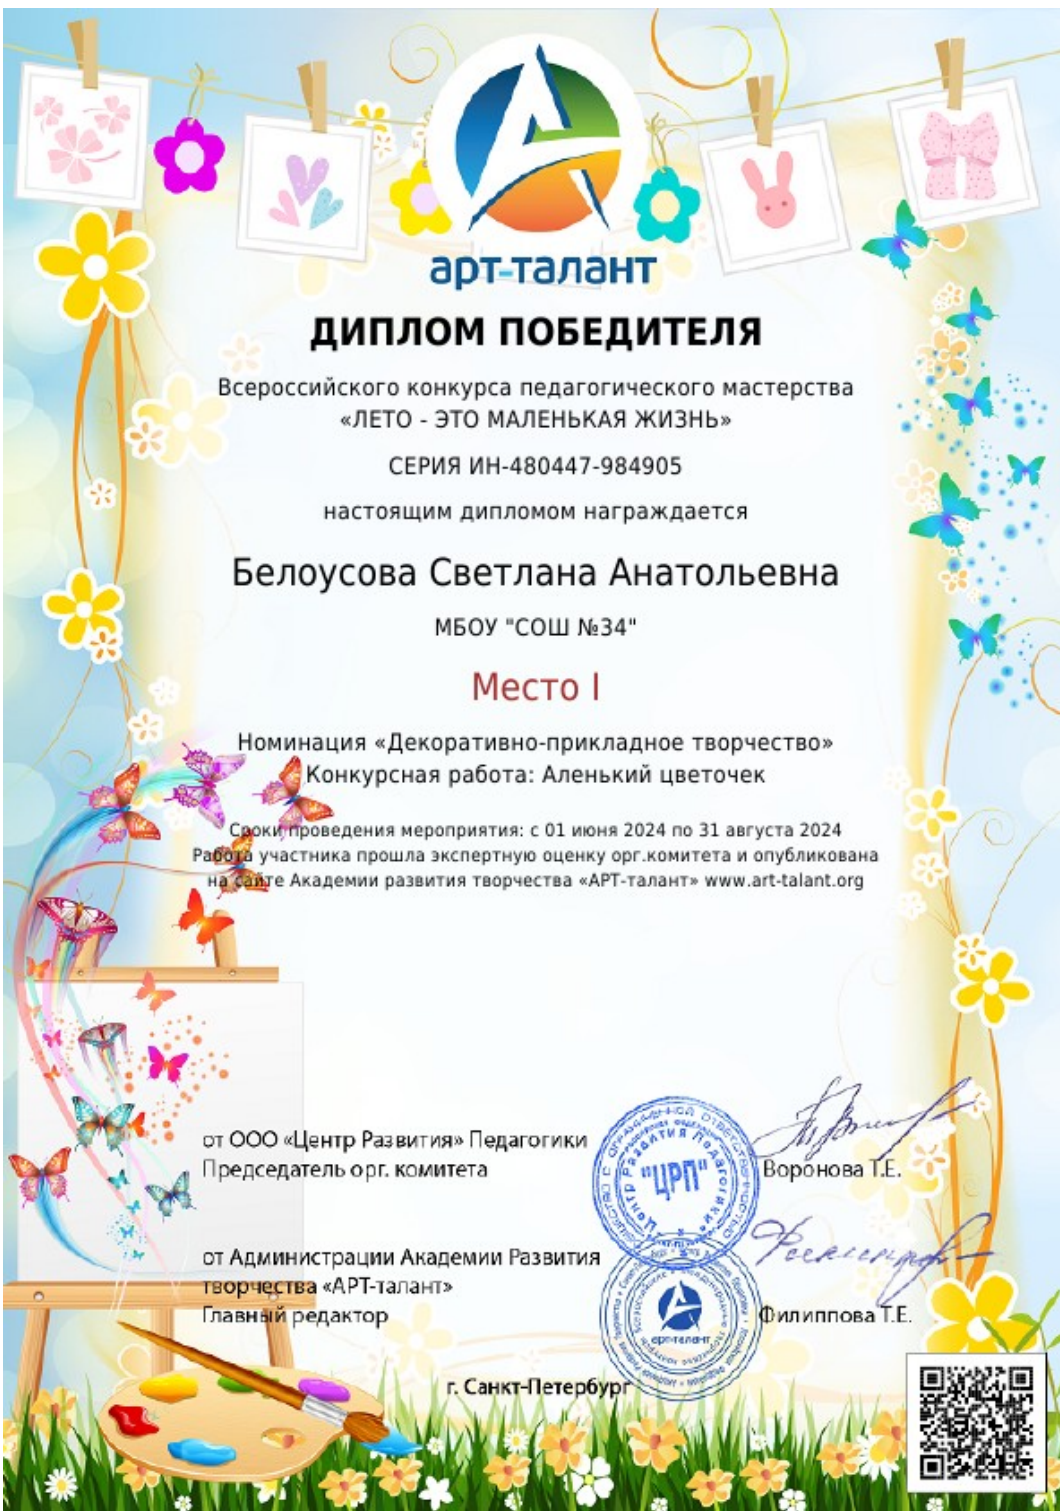 арт-талант
ДИПЛОМ ПОБЕДИТЕЛЯ
Всероссийского конкурса педагогического мастерства
«ЛЕТО - ЭТО МАЛЕНЬКАЯ ЖИЗНЬ»
СЕРИЯ ИН-480447-984905
настоящим дипломом награждается
Белоусова Светлана Анатольевна
МБОУ "СОШ №34"
Место I
Номинация «Декоративно-прикладное творчество»
Конкурсная работа: Аленький цветочек
Сроки проведения мероприятия: с 01 июня 2024 по 31 августа 2024
Работа участника прошла экспертную оценку орг.комитета и опубликована
на сайте Академии развития творчества «АРТ-талант» www.art-talant.org
от ООО «Центр Развития» Педагогики
Председатель орг. комитета
"ЦРП"
Центр Развития Педагогики
Воронова Т.Е.
от Администрации Академии Развития
творчества «АРТ-талант»
Главный редактор
арт-талант
Филиппова Т.Е.
г. Санкт-Петербург